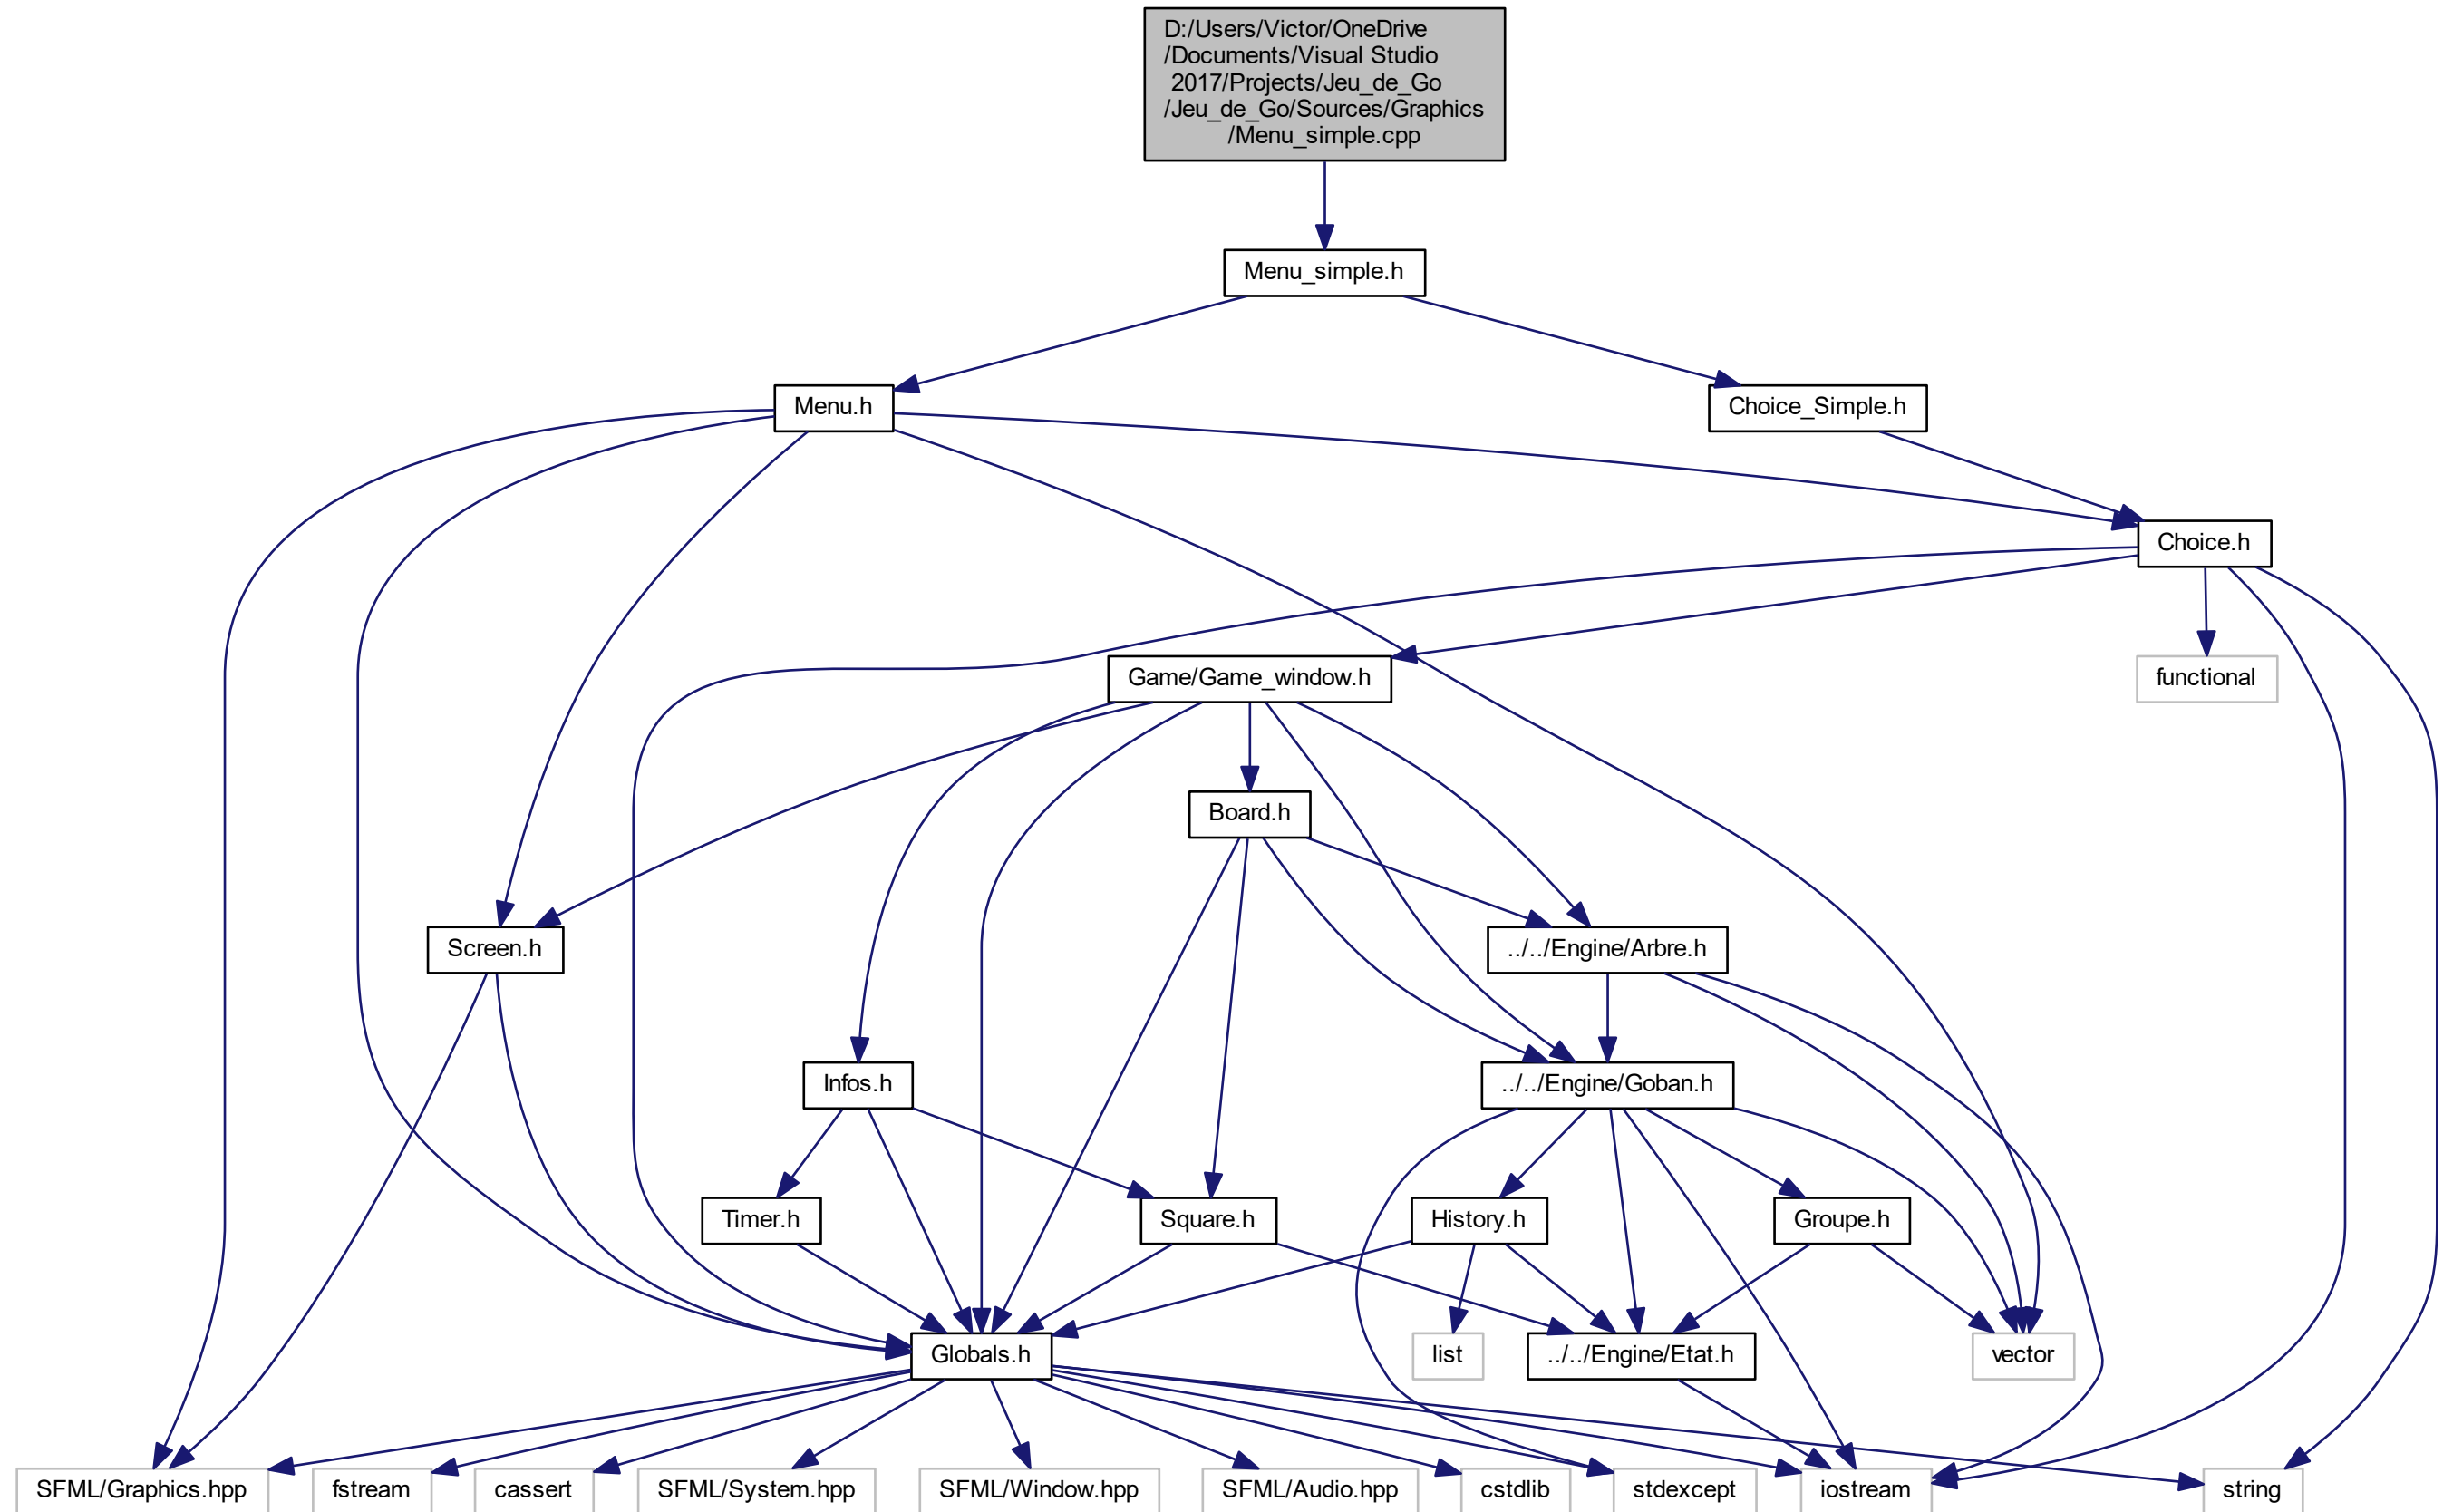 D:/Users/Victor/OneDrive
/Documents/Visual Studio
2017/Projects/Jeu_de_Go
/Jeu_de_Go/Sources/Graphics
/Menu_simple.cpp
Menu_simple.h
Menu.h
Choice_Simple.h
Choice.h
Game/Game_window.h
functional
Board.h
Screen.h
../../Engine/Arbre.h
Infos.h
../../Engine/Goban.h
Timer.h
Square.h
History.h
Groupe.h
Globals.h
list
../../Engine/Etat.h
vector
SFML/Graphics.hpp
fstream
cassert
SFML/System.hpp
SFML/Window.hpp
SFML/Audio.hpp
cstdlib
stdexcept
iostream
string